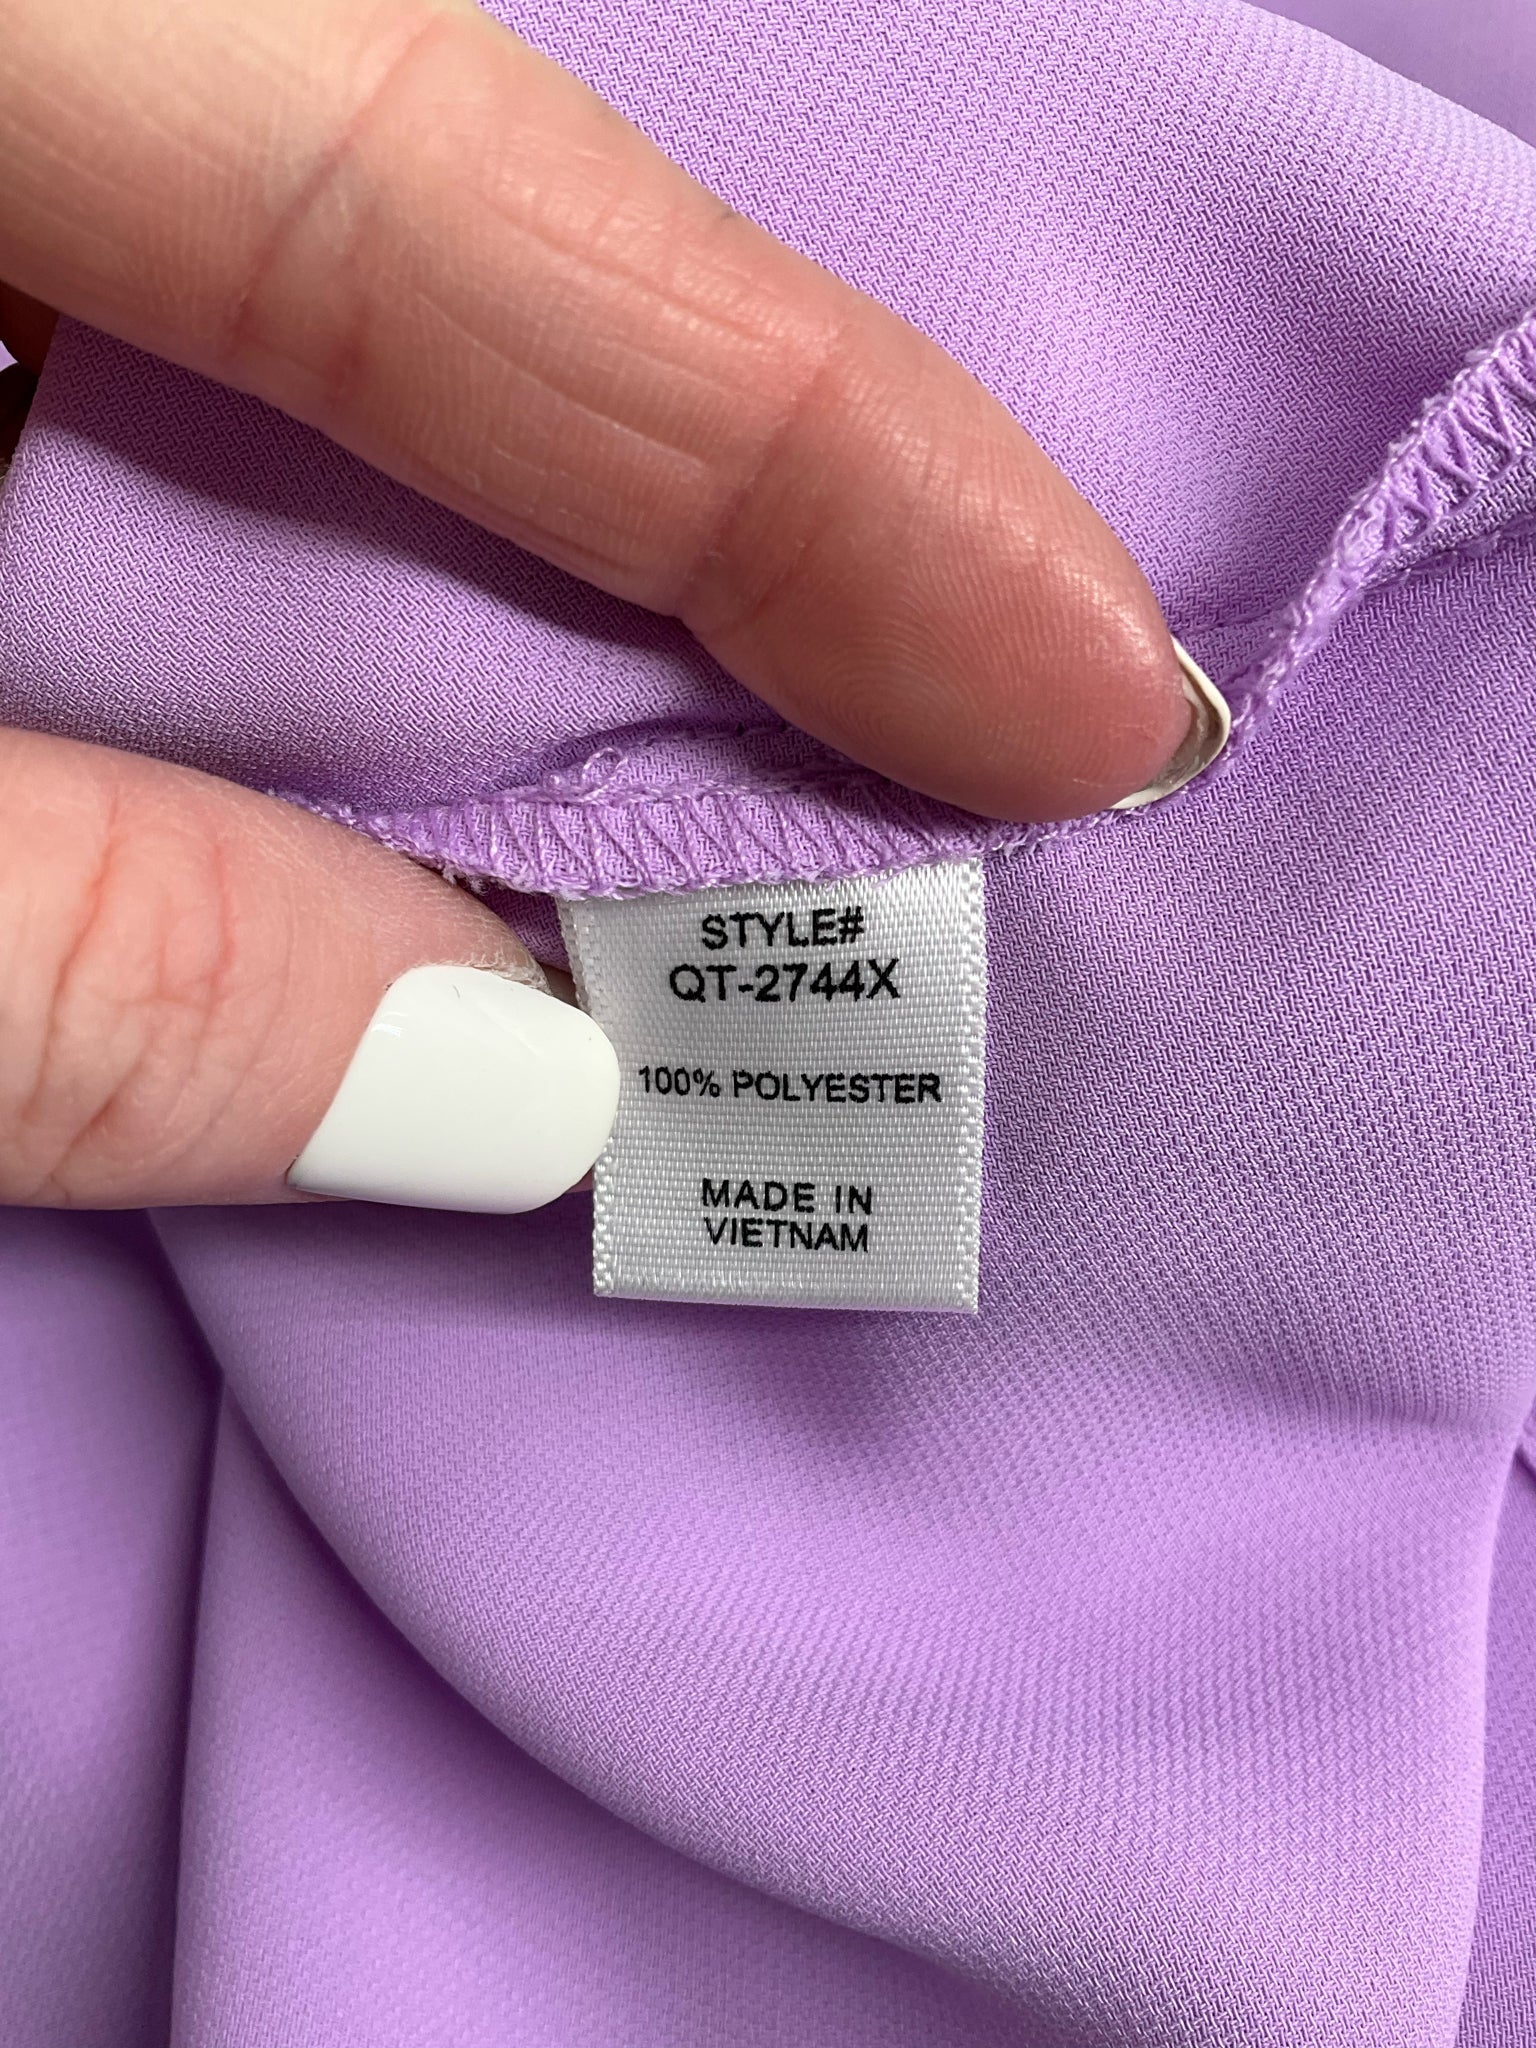 STYLE#
QT-2744X
100% POLYESTER
MADE IN
VIETNAM